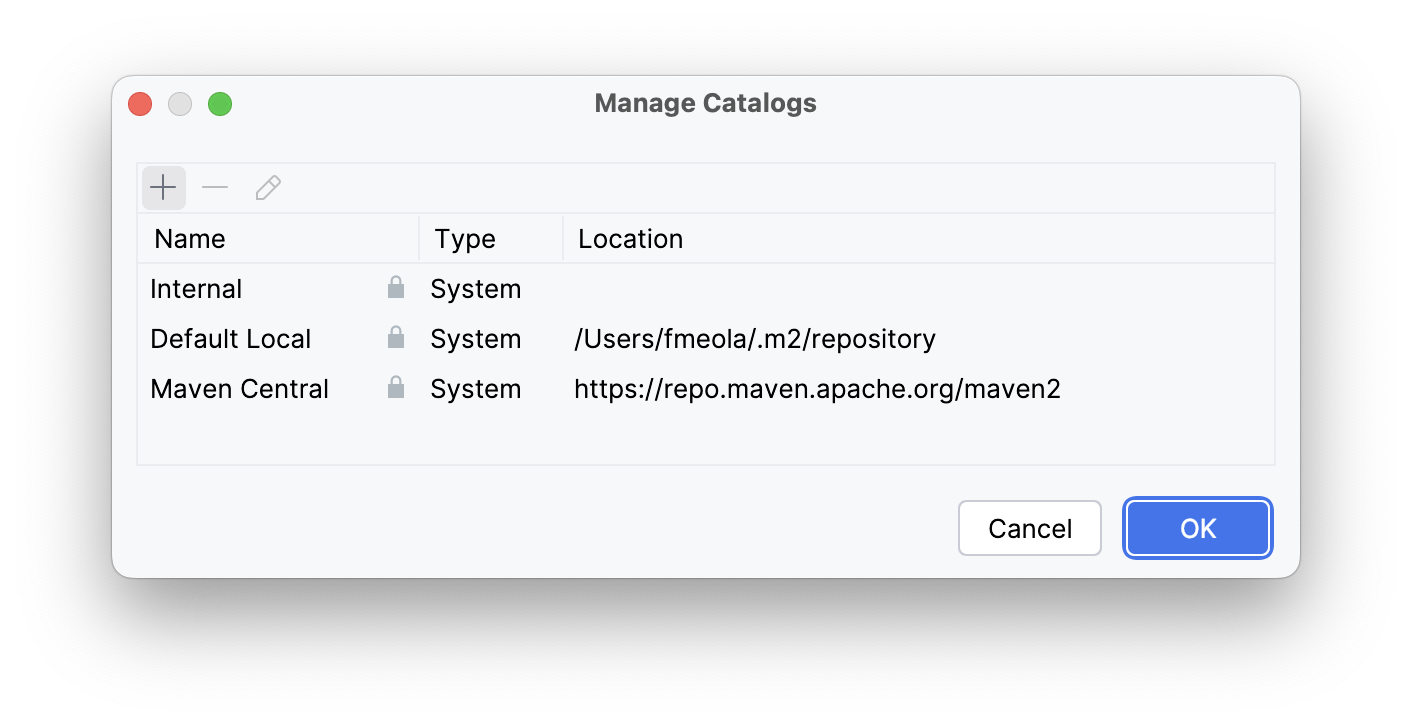 Manage Catalogs
Name Type Location
Internal System
Default Local System /Users/fmeola/.m2/repository
Maven Central System https://repo.maven.apache.org/maven2
Cancel OK